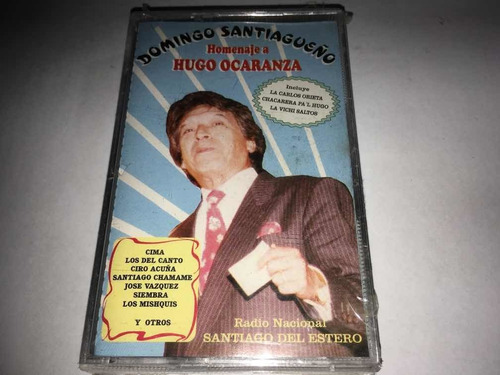 DOMINGO SANTIAGUEÑO
Homenaje a
HUGO OCARANZA
Incluye
LA CARLOS ORIETA
CHACARERA PA'L HUGO
LA VICHI SALTOS
CIMA
LOS DEL CANTO
CIRO ACUÑA
SANTIAGO CHAMAME
JOSE VAZQUEZ
SIEMBRA
LOS MISHQUIS
Y OTROS
Radio Nacional
SANTIAGO DEL ESTERO